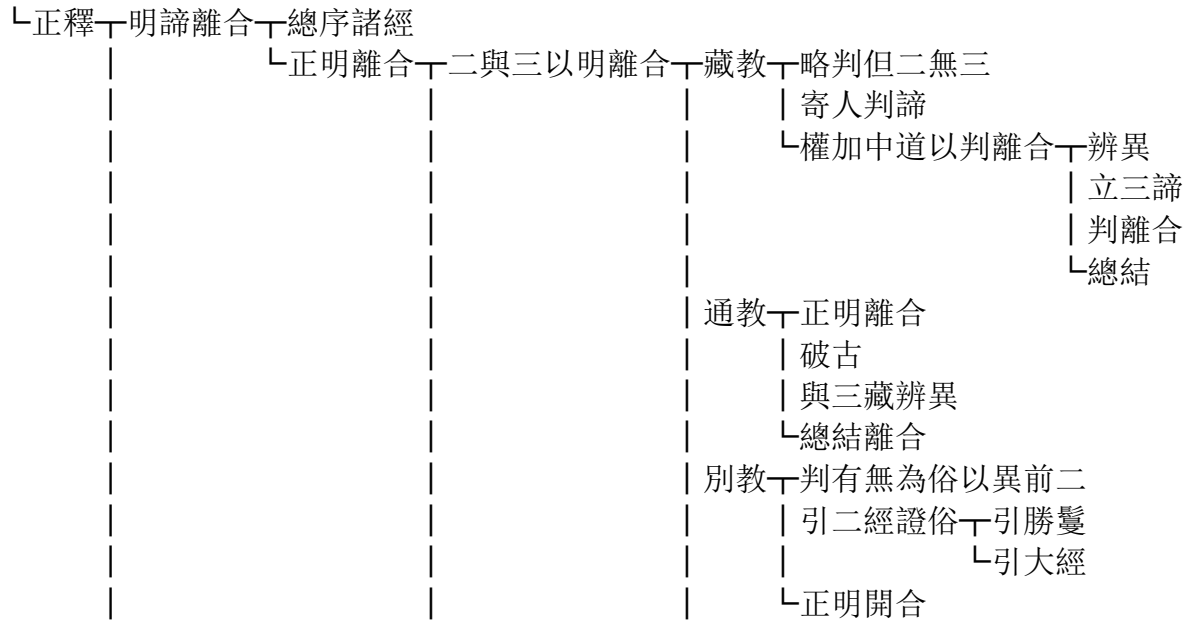 └正釋┬明諦離合┬總序諸經
│└正明離合┬二與三以明離合┬藏教┬略判但二無三
││││寄人判諦
│││└權加中道以判離合┬辨異
││││立三諦
││││判離合
│││└總結
│││通教┬正明離合
││││破古
││││與三藏辨異
│││└總結離合
│││別教┬判有無為俗以異前二
││││引二經證俗┬引勝鬘
││││└引大經
│││└正明開合